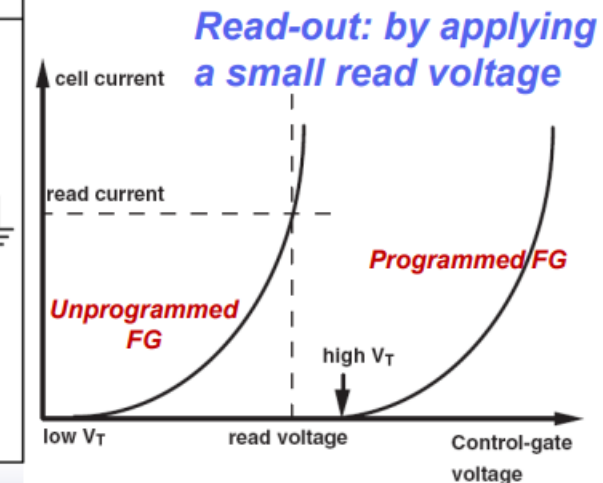 Read-out: by applying
a small read voltage
cell current
read current
Programmed FG
Unprogrammed
FG
high VT
low VT
read voltage
Control-gate
voltage